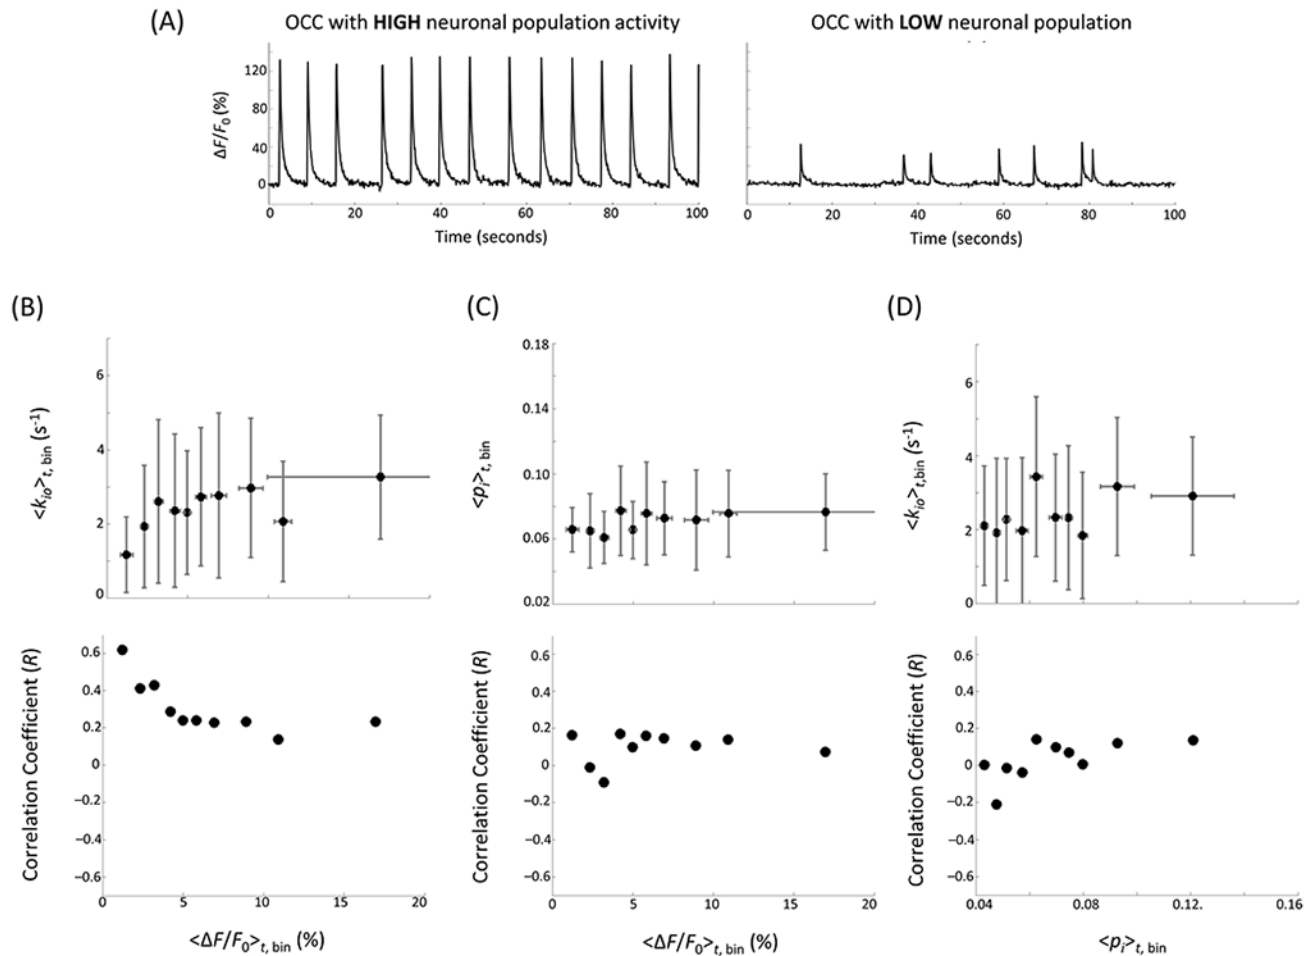 (A)
OCC with HIGH neuronal population activity
OCC with LOW neuronal population
ΔF/F0 (%)
120
80
40
0
0 20 40 60 80 100
Time (seconds)
0 20 40 60 80 100
Time (seconds)
(B)
<kio>t, bin (s-1)
6
4
2
0
Correlation Coefficient (R)
0.6
0.4
0.2
0
−0.2
−0.4
−0.6
0 5 10 15 20
<ΔF/F0>t, bin (%)
(C)
<pi>t, bin
0.18
0.14
0.10
0.06
0.02
Correlation Coefficient (R)
0.6
0.4
0.2
0
−0.2
−0.4
−0.6
0 5 10 15 20
<ΔF/F0>t, bin (%)
(D)
<kio>t,bin (s-1)
6
4
2
0
Correlation Coefficient (R)
0.6
0.4
0.2
0
−0.2
−0.4
−0.6
0.04 0.08 0.12. 0.16
<pi>t, bin